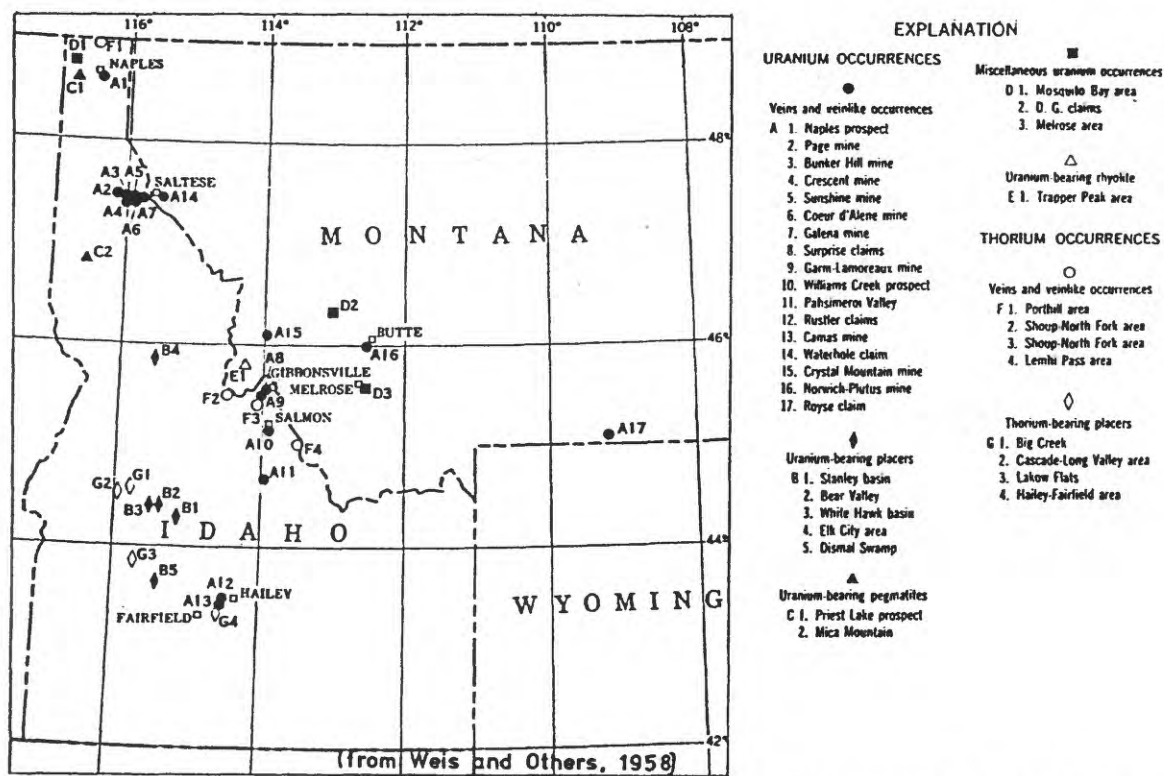 116° 114° 112° 110° 108°
D1 F1
NAPLES
C1 A1
48°
A3 A5
SALTESE
A2 A14
A4 A7
A6
C2
MONTANA
D2
A15 BUTTE
46°
B4 A8 A16
E1 GIBBONSVILLE
MELROSE D3
F2 A9
F3 SALMON
A10 F4 A17
A11
G2 G1
B2
B3 B1
IDAHO
44°
G3
B5 A12
A13 HAILEY
FAIRFIELD G4
WYOMING
42°
(from Weis and Others, 1958)
EXPLANATION
URANIUM OCCURRENCES
Veins and veinlike occurrences
A 1. Naples prospect
2. Page mine
3. Bunker Hill mine
4. Crescent mine
5. Sunshine mine
6. Coeur d'Alene mine
7. Galena mine
8. Surprise claims
9. Garm-Lamoreaux mine
10. Williams Creek prospect
11. Pahsimeroi Valley
12. Rustler claims
13. Camas mine
14. Waterhole claim
15. Crystal Mountain mine
16. Norwich-Plutus mine
17. Royse claim
Uranium-bearing placers
B 1. Stanley basin
2. Bear Valley
3. White Hawk basin
4. Elk City area
5. Dismal Swamp
Uranium-bearing pegmatites
C 1. Priest Lake prospect
2. Mica Mountain
Miscellaneous uranium occurrences
D 1. Mosquito Bay area
2. D. G. claims
3. Melrose area
Uranium-bearing rhyolite
E 1. Trapper Peak area
THORIUM OCCURRENCES
Veins and veinlike occurrences
F 1. Porthill area
2. Shoup-North Fork area
3. Shoup-North Fork area
4. Lemhi Pass area
Thorium-bearing placers
G 1. Big Creek
2. Cascade-Long Valley area
3. Lakow Flats
4. Hailey-Fairfield area